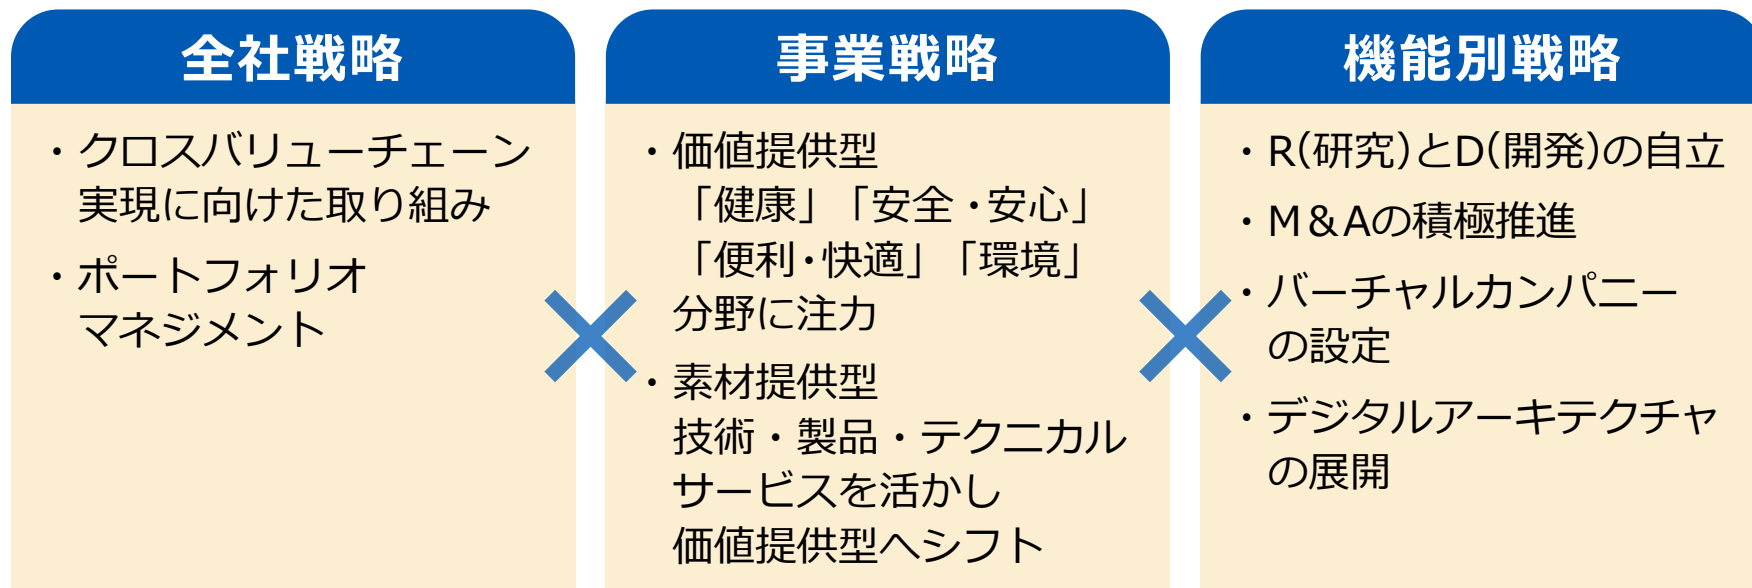 全社戦略
・クロスバリューチェーン
実現に向けた取り組み
・ポートフォリオ
マネジメント
事業戦略
・価値提供型
「健康」「安全・安心」
「便利・快適」「環境」
分野に注力
・素材提供型
技術・製品・テクニカル
サービスを活かし
価値提供型へシフト
機能別戦略
・R(研究)とD(開発)の自立
・M&Aの積極推進
・バーチャルカンパニー
の設定
・デジタルアーキテクチャ
の展開